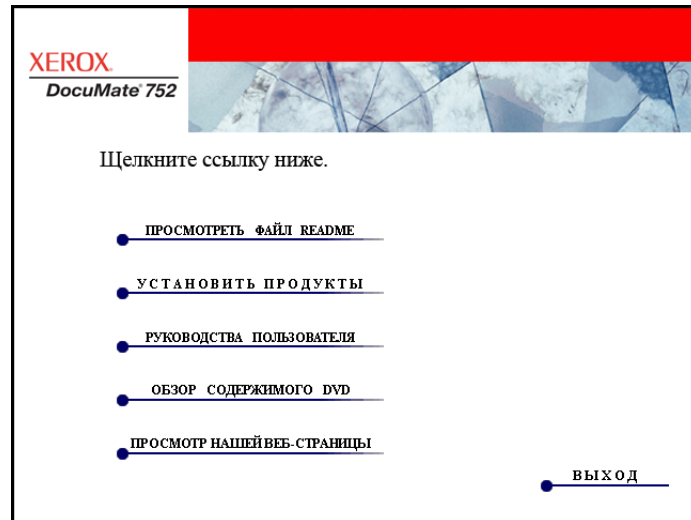 XEROX.
DocuMate® 752
Щелкните ссылку ниже.
ПРОСМОТРЕТЬ ФАЙЛ README
УСТАНОВИТЬ ПРОДУКТЫ
РУКОВОДСТВА ПОЛЬЗОВАТЕЛЯ
ОБЗОР СОДЕРЖИМОГО DVD
ПРОСМОТР НАШЕЙ ВЕБ-СТРАНИЦЫ
ВЫХОД